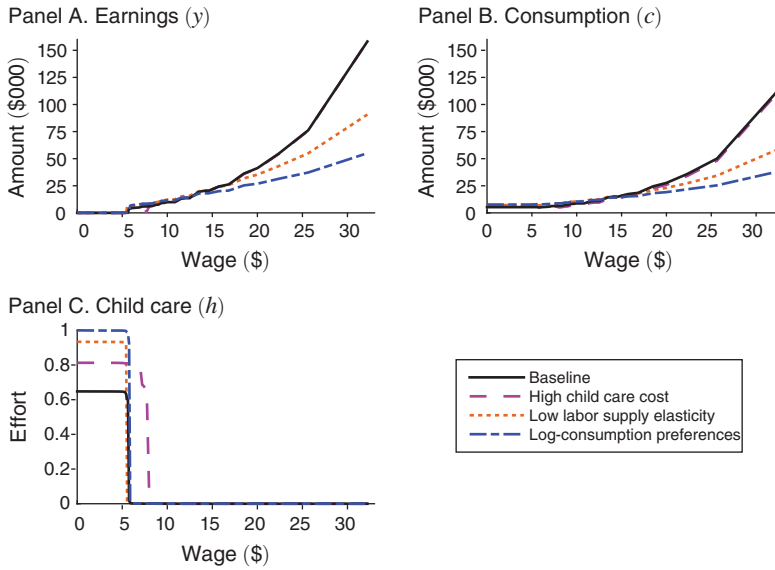 Panel A. Earnings (y)
Amount ($000)
150
125
100
75
50
25
0
0 5 10 15 20 25 30
Wage ($)
Panel B. Consumption (c)
Amount ($000)
150
125
100
75
50
25
0
0 5 10 15 20 25 30
Wage ($)
Panel C. Child care (h)
Effort
1
0.8
0.6
0.4
0.2
0
0 5 10 15 20 25 30
Wage ($)
Baseline
High child care cost
Low labor supply elasticity
Log-consumption preferences